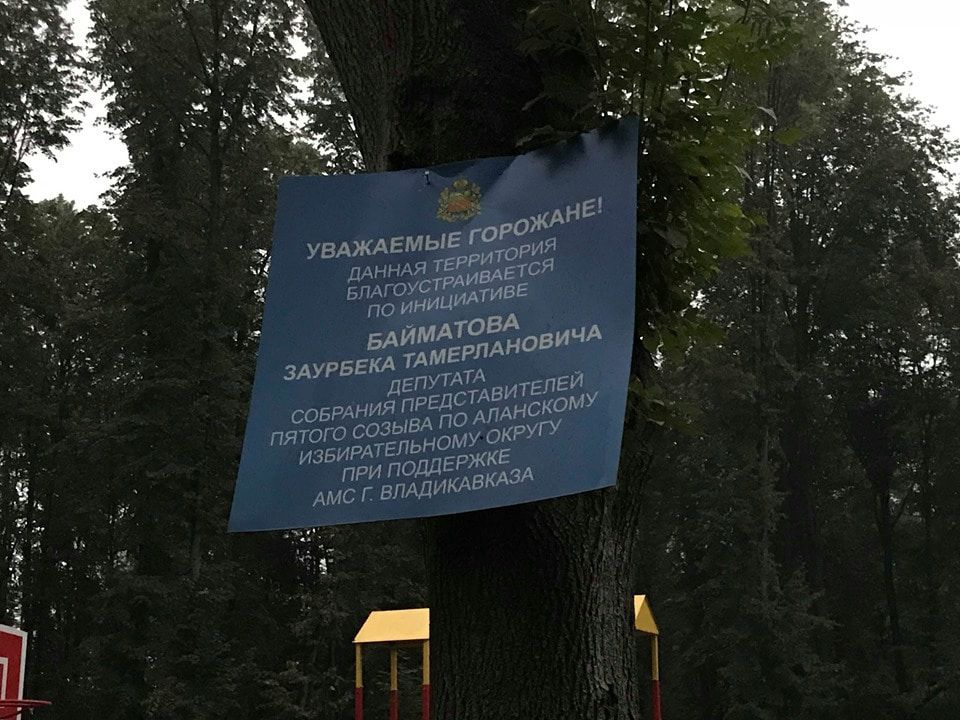 УВАЖАЕМЫЕ ГОРОЖАНЕ!
ДАННАЯ ТЕРРИТОРИЯ
БЛАГОУСТРАИВАЕТСЯ
ПО ИНИЦИАТИВЕ
БАЙМАТОВА
ЗАУРБЕКА ТАМЕРЛАНОВИЧА
ДЕПУТАТА
СОБРАНИЯ ПРЕДСТАВИТЕЛЕЙ
ПЯТОГО СОЗЫВА ПО АЛАНСКОМУ
ИЗБИРАТЕЛЬНОМУ ОКРУГУ
ПРИ ПОДДЕРЖКЕ
АМС Г. ВЛАДИКАВКАЗА